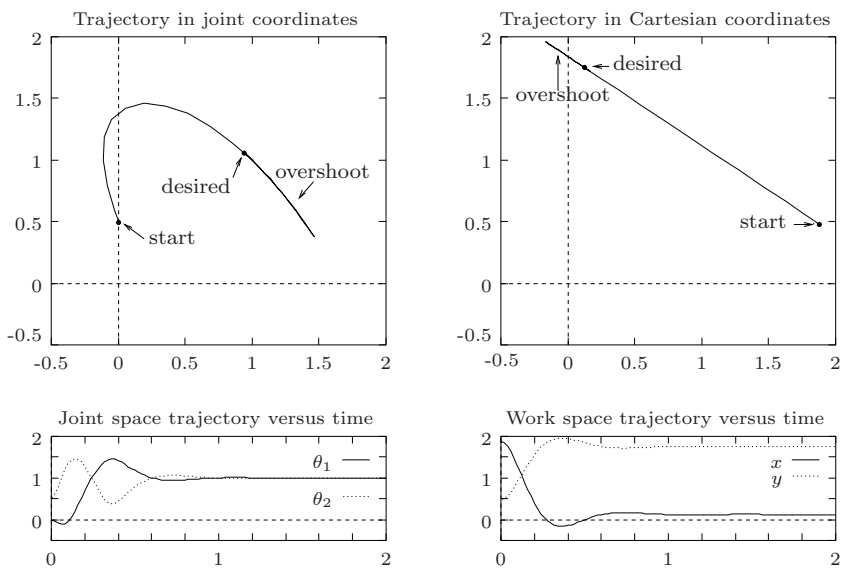 Trajectory in joint coordinates
2
1.5
1
0.5
0
-0.5
-0.5 0 0.5 1 1.5 2
desired
overshoot
start
Trajectory in Cartesian coordinates
2
1.5
1
0.5
0
-0.5
-0.5 0 0.5 1 1.5 2
desired
overshoot
start
Joint space trajectory versus time
2
1
0
0 1 2
θ1
θ2
Work space trajectory versus time
2
1
0
0 1 2
x
y